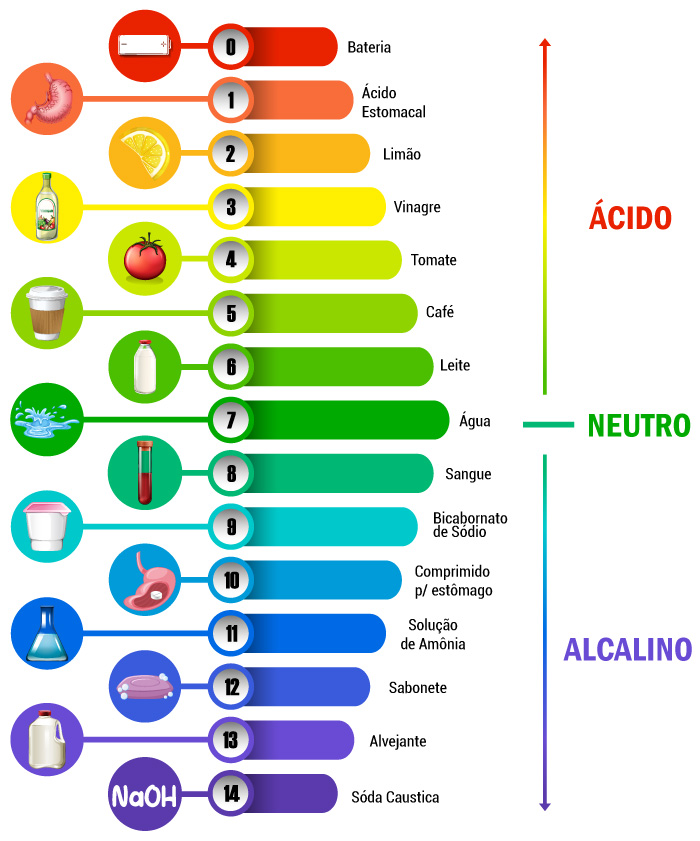 0
Bateria
1
Ácido
Estomacal
2
Limão
3
Vinagre
4
Tomate
5
Café
6
Leite
7
Água
8
Sangue
9
Bicabornato
de Sódio
10
Comprimido
p/ estômago
11
Solução
de Amônia
12
Sabonete
13
Alvejante
NaOH
14
Sóda Caustica
ÁCIDO
NEUTRO
ALCALINO